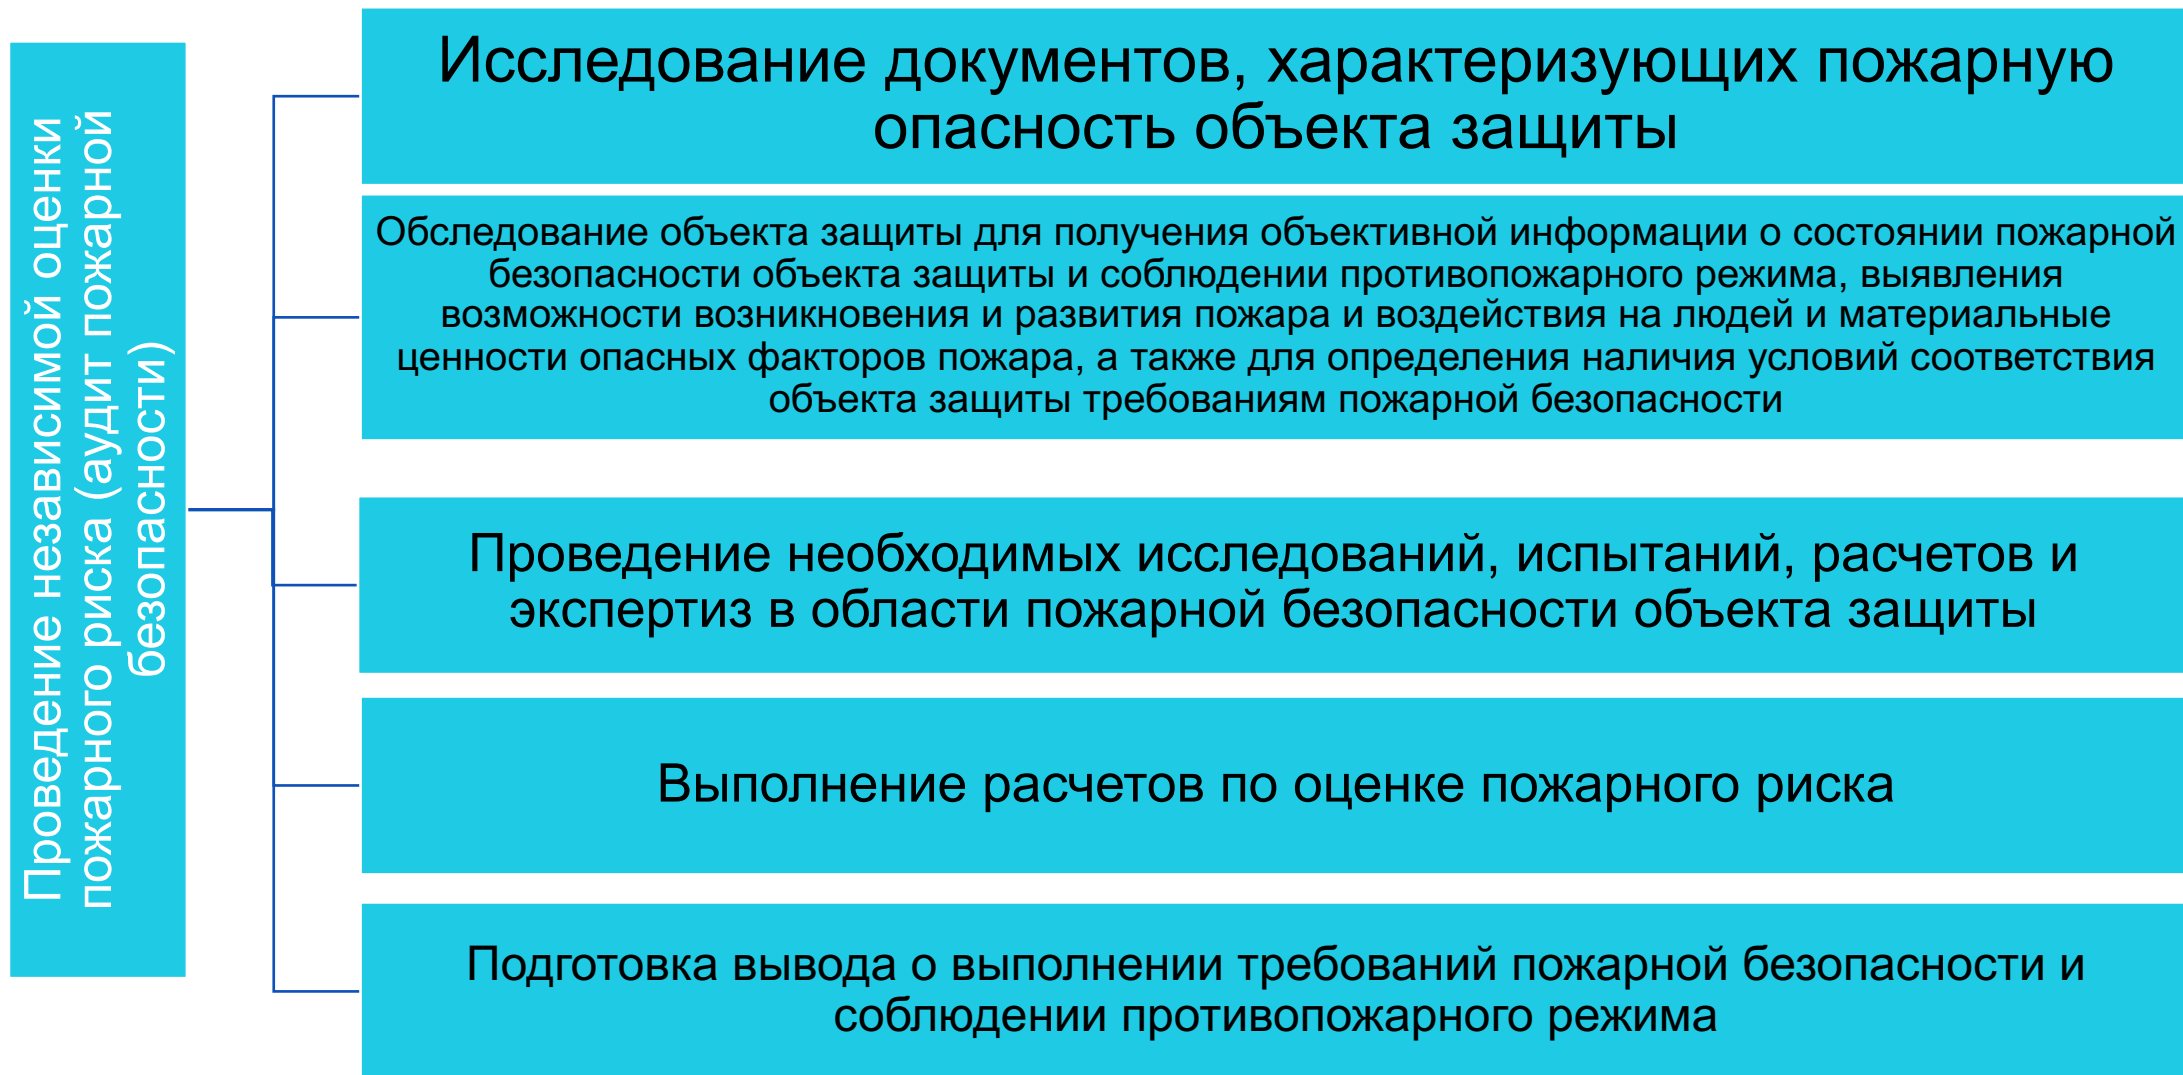 Проведение независимой оценки
пожарного риска (аудит пожарной
безопасности)
Исследование документов, характеризующих пожарную
опасность объекта защиты
Обследование объекта защиты для получения объективной информации о состоянии пожарной
безопасности объекта защиты и соблюдении противопожарного режима, выявления
возможности возникновения и развития пожара и воздействия на людей и материальные
ценности опасных факторов пожара, а также для определения наличия условий соответствия
объекта защиты требованиям пожарной безопасности
Проведение необходимых исследований, испытаний, расчетов и
экспертиз в области пожарной безопасности объекта защиты
Выполнение расчетов по оценке пожарного риска
Подготовка вывода о выполнении требований пожарной безопасности и
соблюдении противопожарного режима